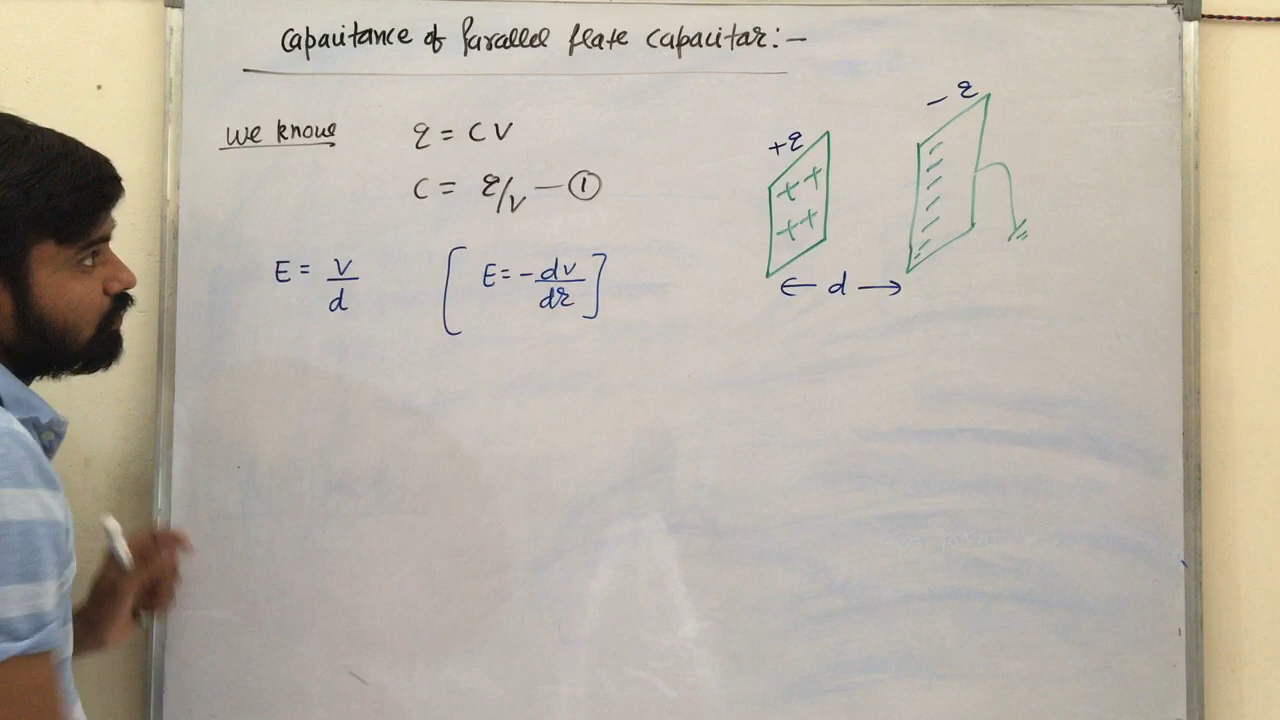 Capacitance of Parallel Plate Capacitor:-
We know q = CV
C = q/V — ①
E = V/d [E = -dv/dr]
+q
++
++
-q
← d →